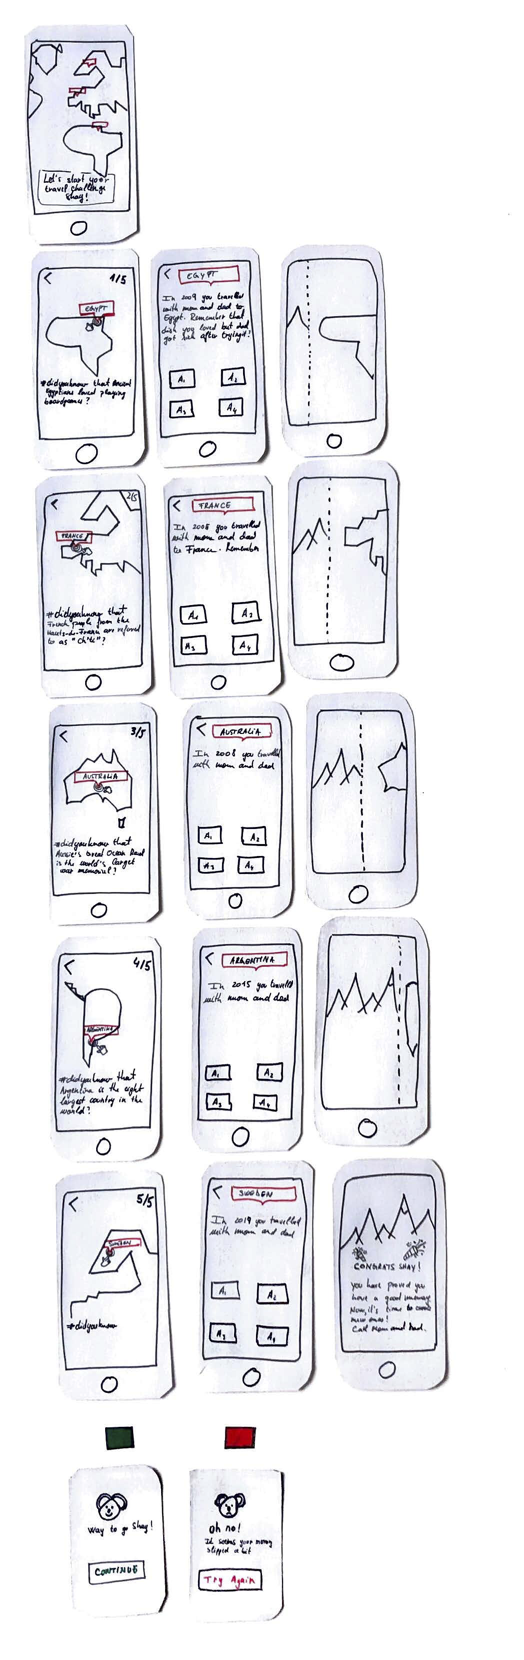 Let's start your
travel challenge
Shay!
<
1/5
EGYPT
#didyouknow that Ancient
Egyptians loved playing
boardgames?
<
EGYPT
In 2009 you travelled
with mom and dad to
Egypt. Remember that
dish you loved but dad
got sick after trying it?
A1
A2
A3
A4
<
2/5
FRANCE
#didyouknow that
French people from the
are referred
to as "ch'tis"?
<
FRANCE
In 2005 you travelled
with mom and dad
to France. Remember
A1
A2
A3
A4
<
3/5
AUSTRALIA
#didyouknow that
Aussie's Great Ocean Road
is the world's largest
war memorial?
<
AUSTRALIA
In 2008 you travelled
with mom and dad
A1
A2
A3
A4
<
4/5
ARGENTINA
#didyouknow that
Argentina is the eight
largest country in the
world?
<
ARGENTINA
In 2015 you travelled
with mom and dad
A1
A2
A3
A4
<
5/5
SWEDEN
#didyouknow
<
SWEDEN
In 2019 you travelled
with mom and dad
A1
A2
A3
A4
CONGRATS SHAY!
you have proved you
have a good memory
Now, it's time to create
new ones!
Call Mom and Dad.
Way to go Shay!
CONTINUE
Oh no!
It seems your memory
slipped a bit
Try Again